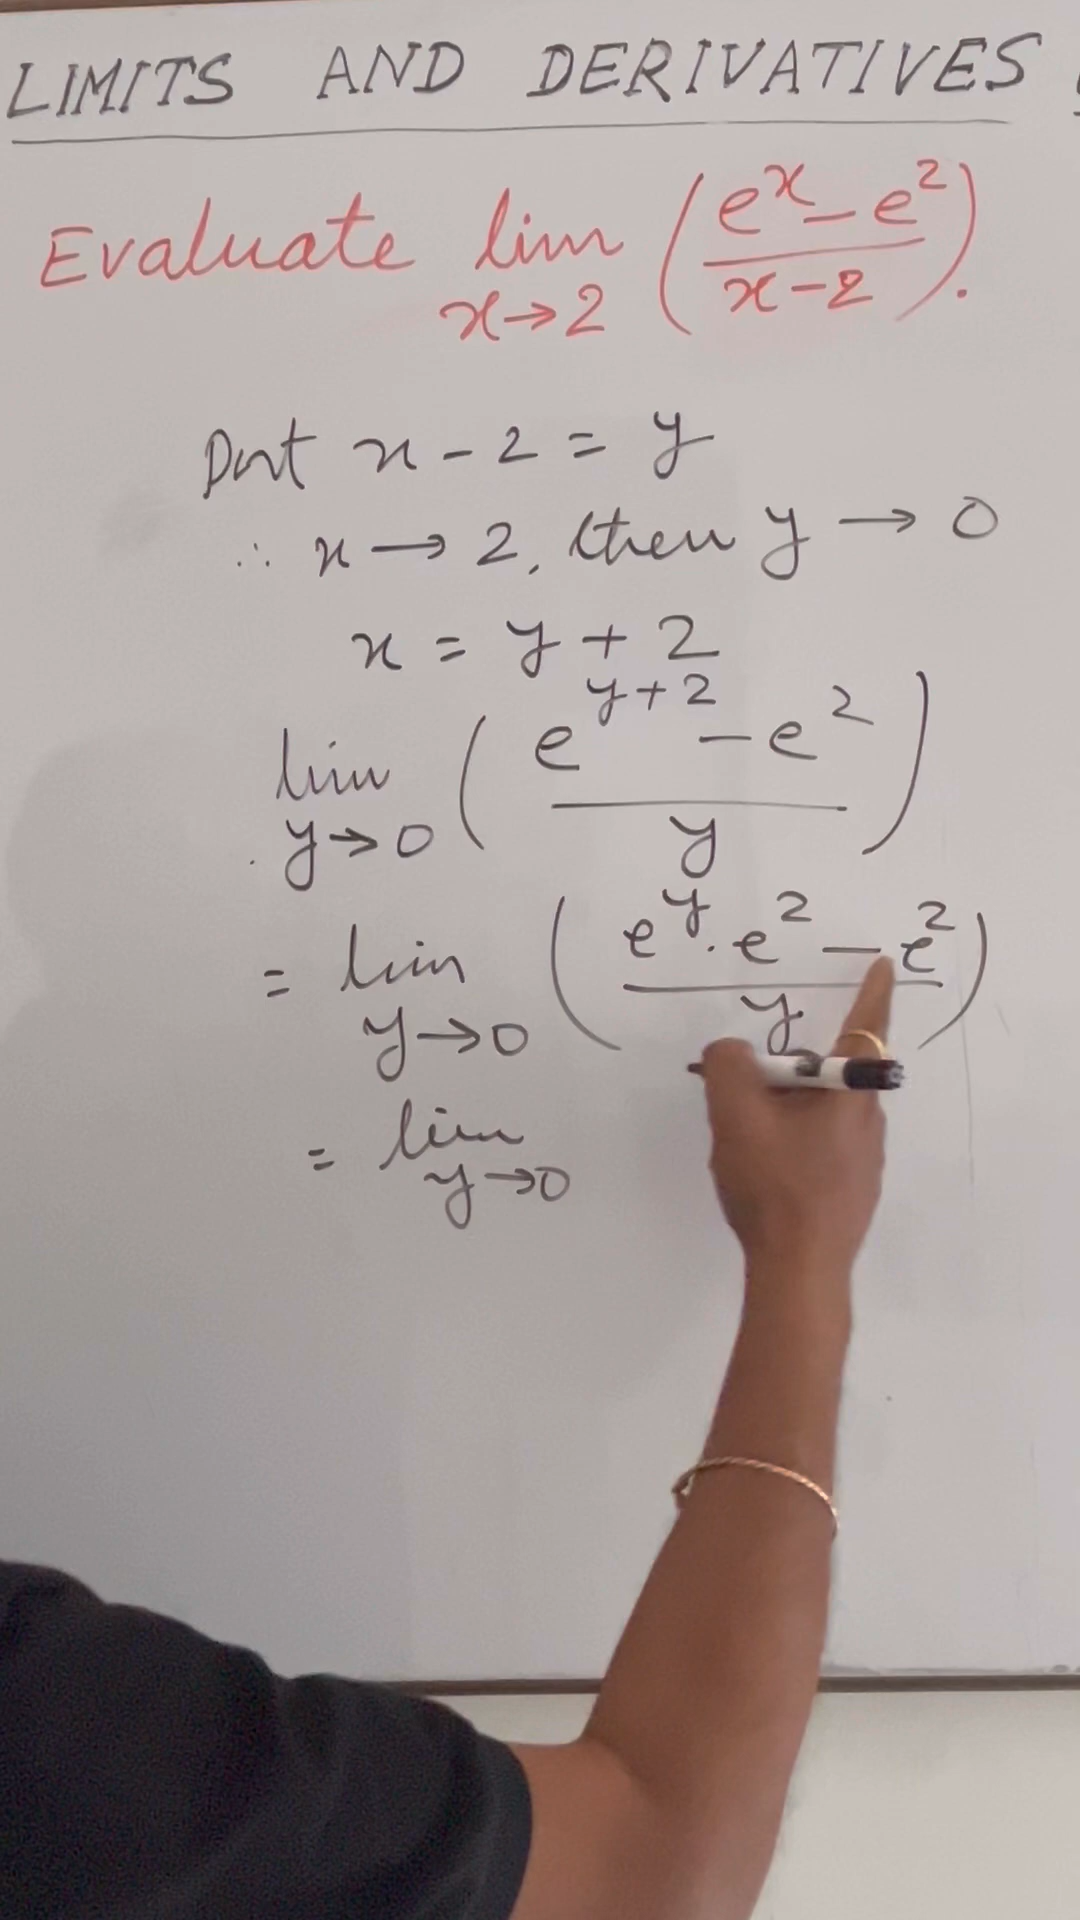 LIMITS AND DERIVATIVES
Evaluate lim x→2 (e^x - e^2 / x-2).
Put x - 2 = y
∴ x → 2, then y → 0
x = y + 2
lim y→0 (e^y+2 - e^2 / y)
= lim y→0 (e^y . e^2 - e^2 / y)
= lim y→0